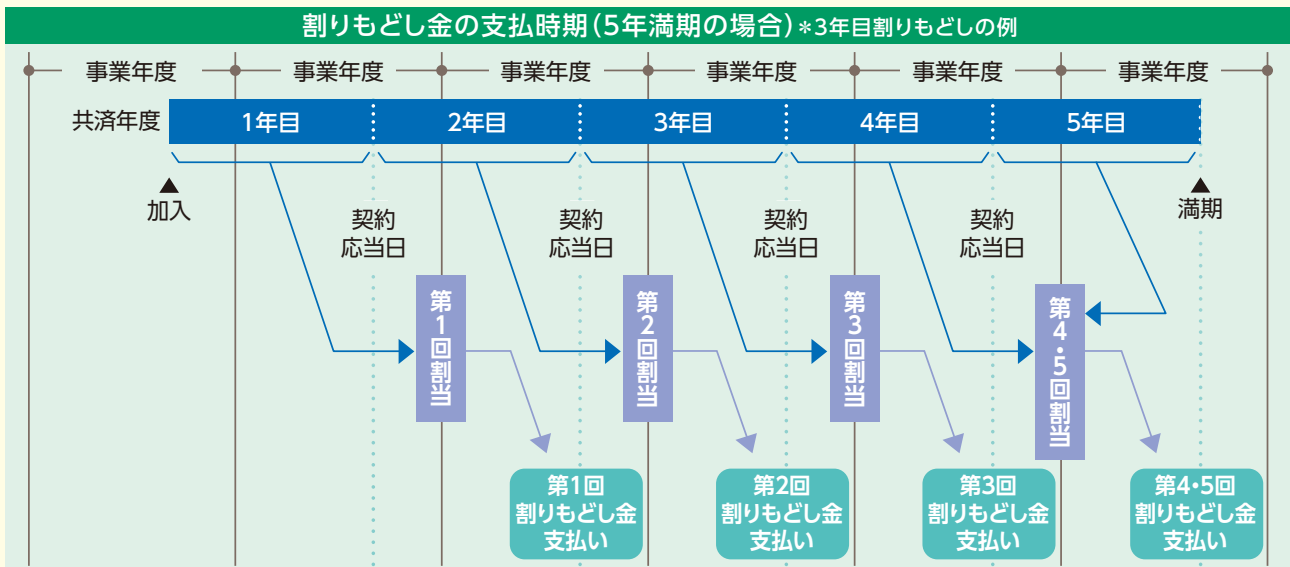 割りもどし金の支払時期（5年満期の場合）＊3年目割りもどしの例
事業年度 事業年度 事業年度 事業年度 事業年度 事業年度
共済年度 1年目 2年目 3年目 4年目 5年目
▲ ▲
加入 満期
契約 契約 契約 契約
応当日 応当日 応当日 応当日
第1回割当
第2回割当
第3回割当
第4・5回割当
第1回
割りもどし金
支払い
第2回
割りもどし金
支払い
第3回
割りもどし金
支払い
第4・5回
割りもどし金
支払い